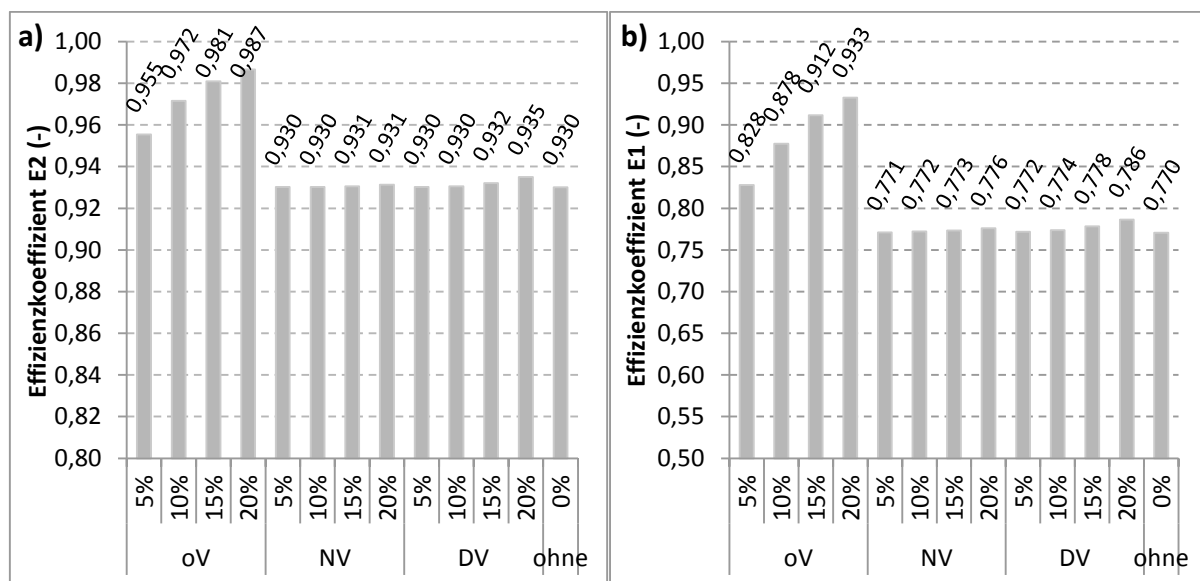 a)
Effizienzkoeffizient E2 (-)
1,00
0,98
0,96
0,94
0,92
0,90
0,88
0,86
0,84
0,82
0,80
0,955 0,972 0,981 0,987 0,930 0,930 0,931 0,931 0,930 0,930 0,932 0,935 0,930
5% 10% 15% 20% 5% 10% 15% 20% 5% 10% 15% 20% 0%
oV NV DV ohne
b)
Effizienzkoeffizient E1 (-)
1,00
0,95
0,90
0,85
0,80
0,75
0,70
0,65
0,60
0,55
0,50
0,828 0,878 0,912 0,933 0,771 0,772 0,773 0,776 0,772 0,774 0,778 0,786 0,770
5% 10% 15% 20% 5% 10% 15% 20% 5% 10% 15% 20% 0%
oV NV DV ohne